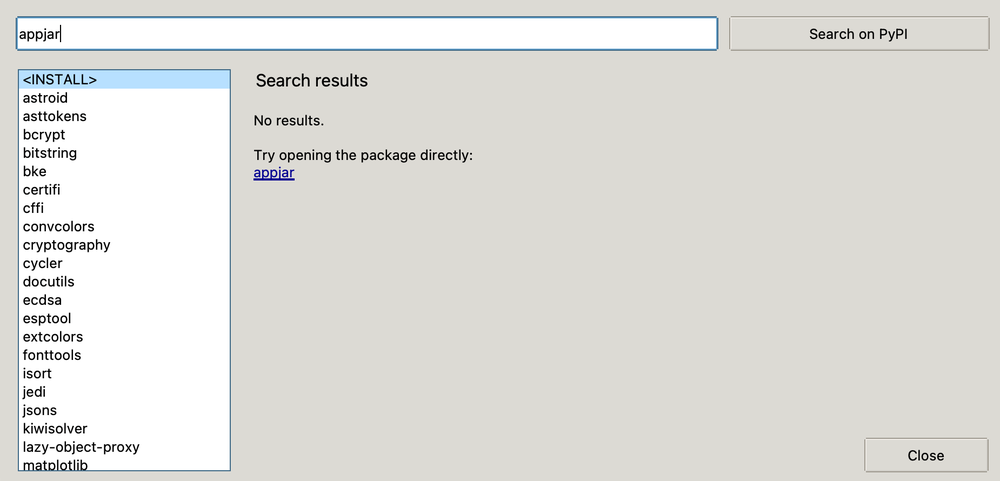 appjar
Search on PyPI
<INSTALL>
astroid
asttokens
bcrypt
bitstring
bke
certifi
cffi
convcolors
cryptography
cycler
docutils
ecdsa
esptool
extcolors
fonttools
isort
jedi
jsons
kiwisolver
lazy-object-proxy
matplotlib
Search results
No results.
Try opening the package directly:
appjar
Close